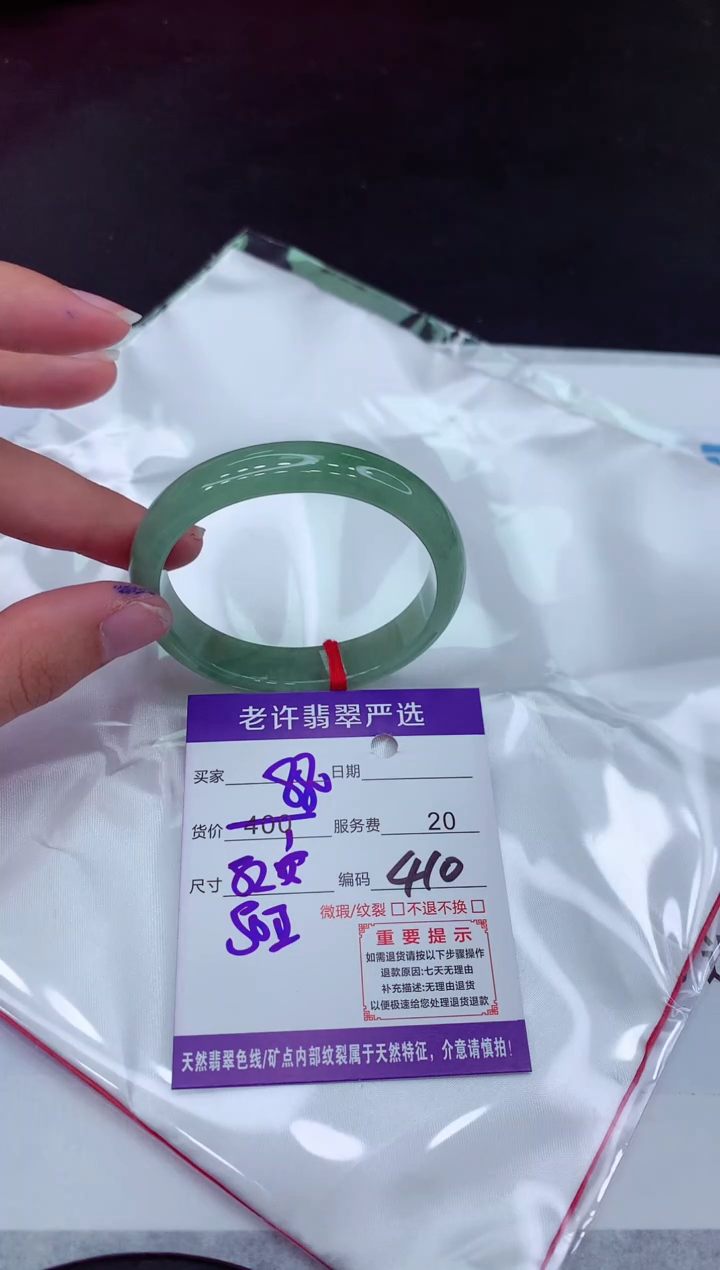 老许翡翠严选
买家 日期
货价 400 服务费 20
尺寸 编码 410
微瑕/纹裂 □不退不换 □
重要提示
如需退货请按以下步骤操作
退款原因:七天无理由
补充描述:无理由退货
以便极速给您处理退货退款
天然翡翠色线/矿点内部纹裂属于天然特征，介意请慎拍!